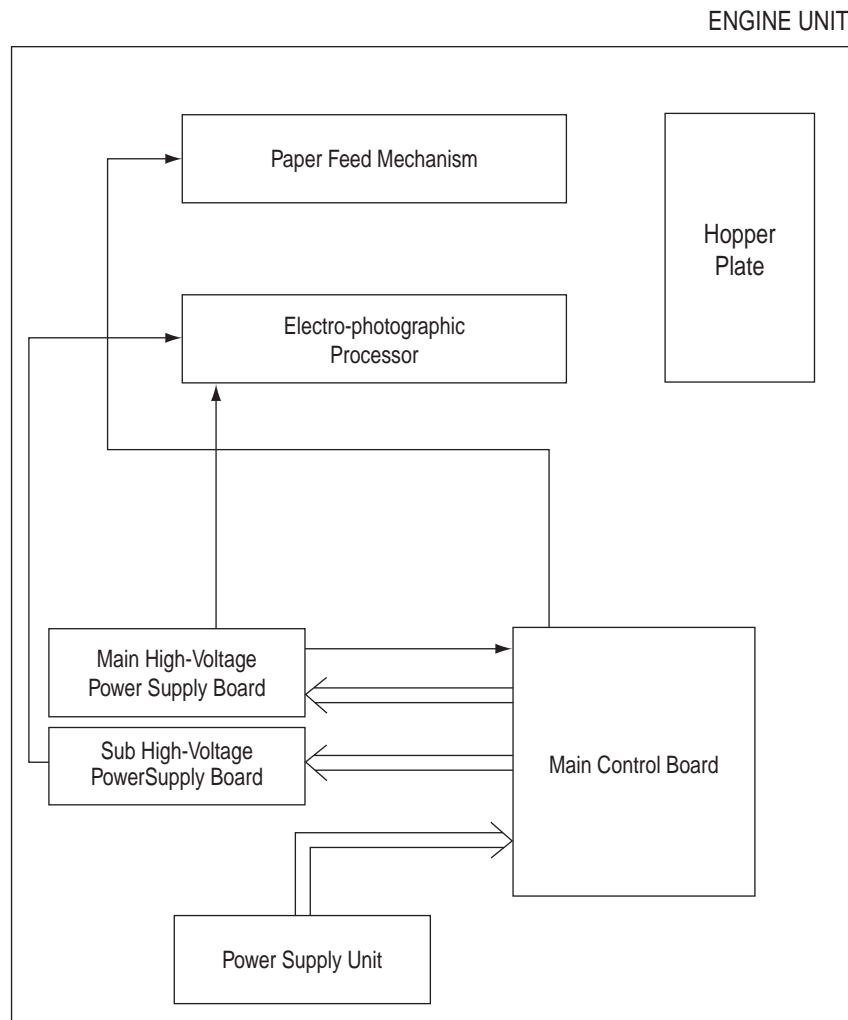 ENGINE UNIT
Paper Feed Mechanism
Hopper
Plate
Electro-photographic
Processor
Main High-Voltage
Power Supply Board
Sub High-Voltage
PowerSupply Board
Main Control Board
Power Supply Unit